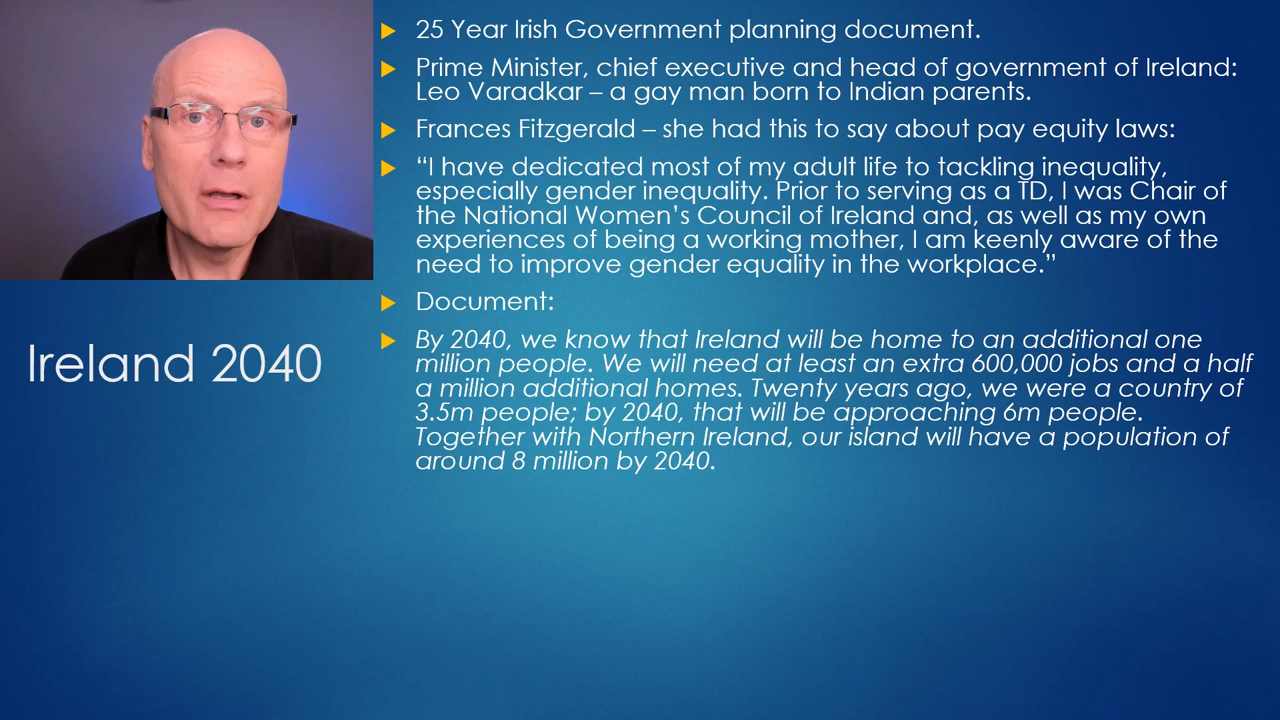 25 Year Irish Government planning document.
Prime Minister, chief executive and head of government of Ireland:
Leo Varadkar – a gay man born to Indian parents.
Frances Fitzgerald – she had this to say about pay equity laws:
“I have dedicated most of my adult life to tackling inequality,
especially gender inequality. Prior to serving as a TD, I was Chair of
the National Women’s Council of Ireland and, as well as my own
experiences of being a working mother, I am keenly aware of the
need to improve gender equality in the workplace.”
Document:
By 2040, we know that Ireland will be home to an additional one
million people. We will need at least an extra 600,000 jobs and a half
a million additional homes. Twenty years ago, we were a country of
3.5m people; by 2040, that will be approaching 6m people.
Together with Northern Ireland, our island will have a population of
around 8 million by 2040.
Ireland 2040